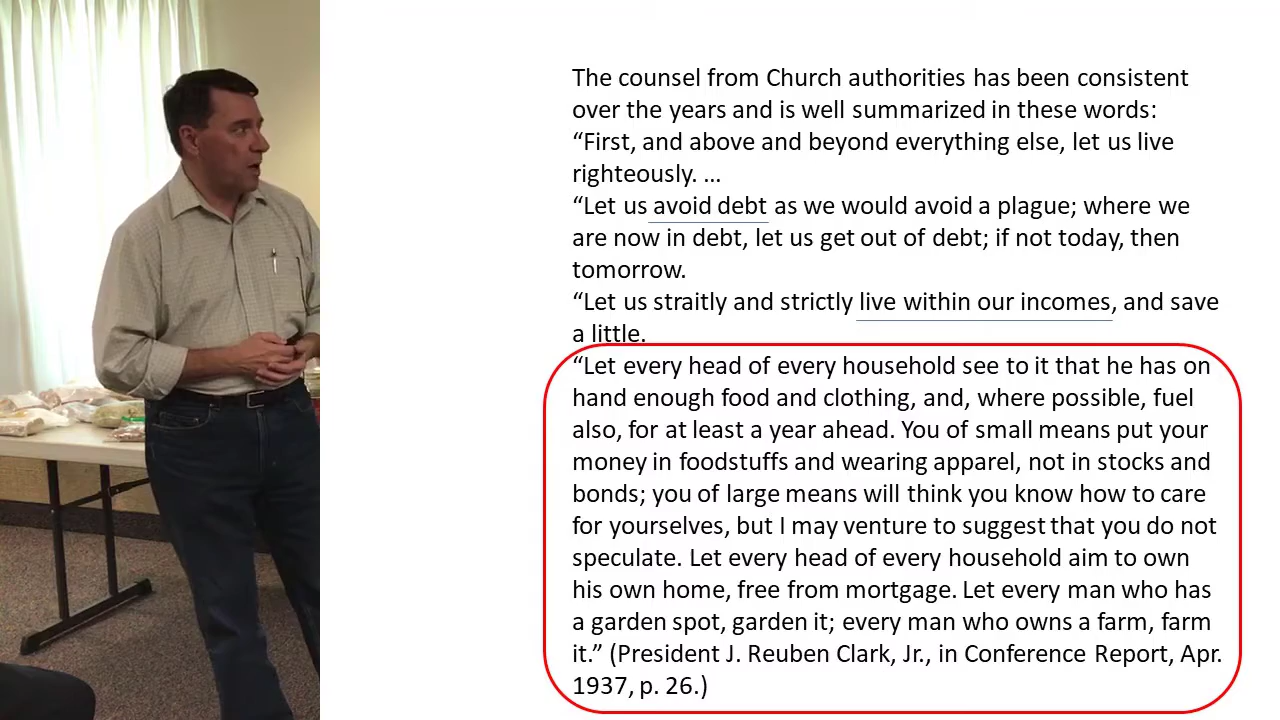 The counsel from Church authorities has been consistent
over the years and is well summarized in these words:
“First, and above and beyond everything else, let us live
righteously. …
“Let us avoid debt as we would avoid a plague; where we
are now in debt, let us get out of debt; if not today, then
tomorrow.
“Let us straitly and strictly live within our incomes, and save
a little.
“Let every head of every household see to it that he has on
hand enough food and clothing, and, where possible, fuel
also, for at least a year ahead. You of small means put your
money in foodstuffs and wearing apparel, not in stocks and
bonds; you of large means will think you know how to care
for yourselves, but I may venture to suggest that you do not
speculate. Let every head of every household aim to own
his own home, free from mortgage. Let every man who has
a garden spot, garden it; every man who owns a farm, farm
it.” (President J. Reuben Clark, Jr., in Conference Report, Apr.
1937, p. 26.)